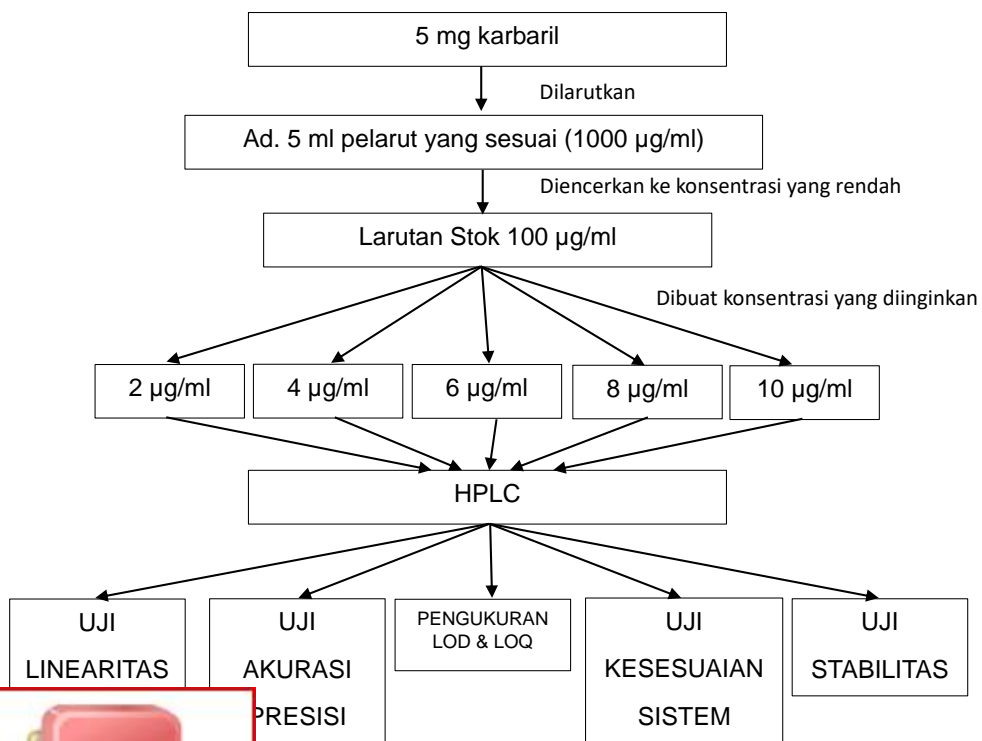 5 mg karbaril
Dilarutkan
Ad. 5 ml pelarut yang sesuai (1000 µg/ml)
Diencerkan ke konsentrasi yang rendah
Larutan Stok 100 µg/ml
Dibuat konsentrasi yang diinginkan
2 µg/ml
4 µg/ml
6 µg/ml
8 µg/ml
10 µg/ml
HPLC
UJI
LINEARITAS
UJI
AKURASI
PRESISI
PENGUKURAN
LOD & LOQ
UJI
KESESUAIAN
SISTEM
UJI
STABILITAS